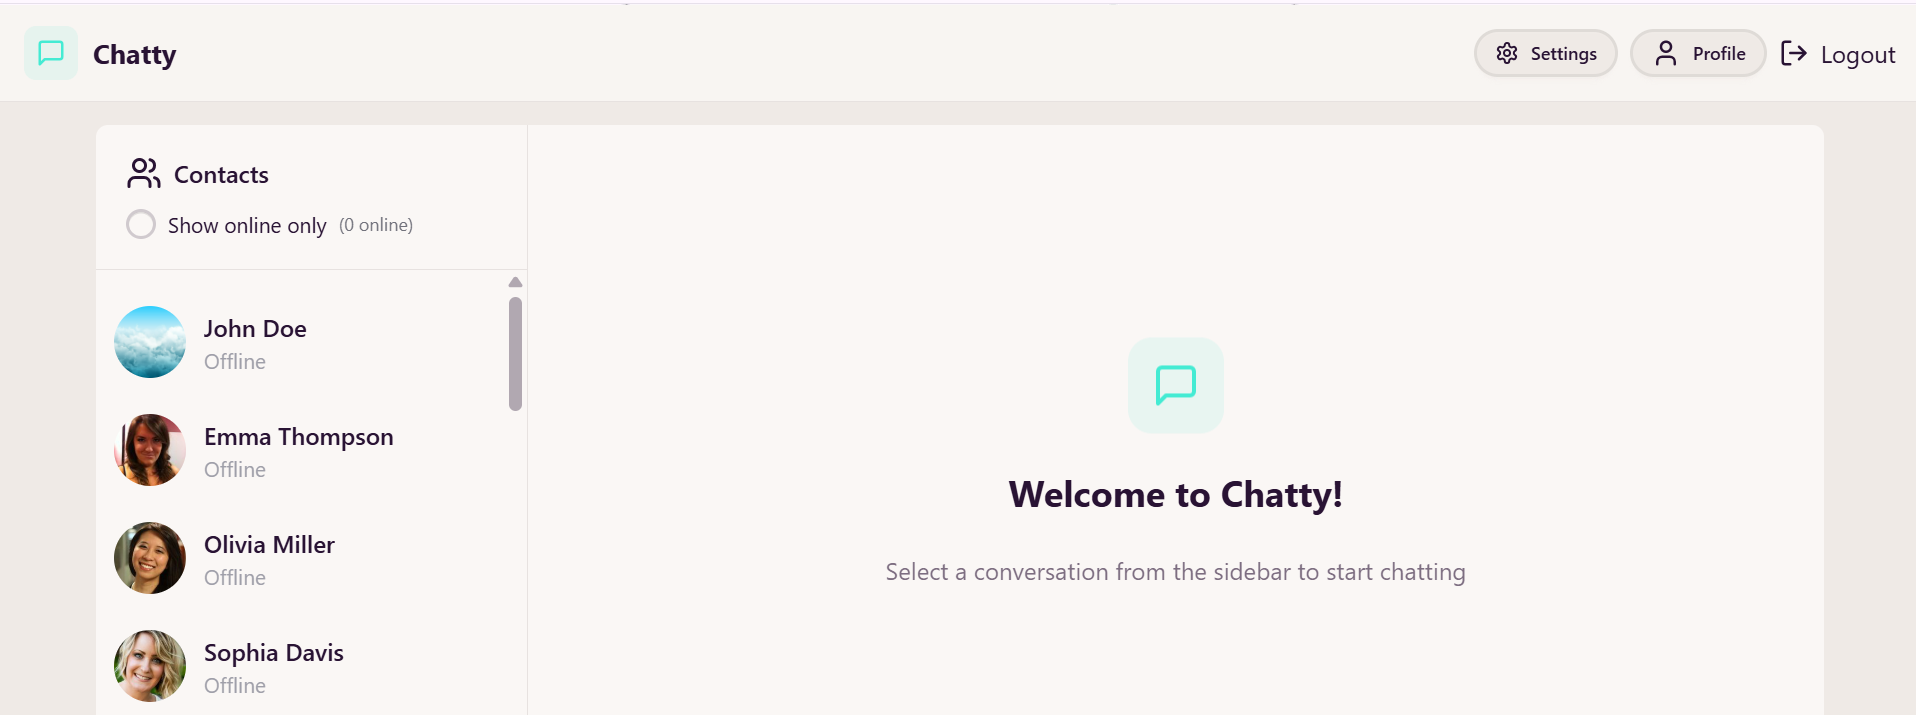 Chatty
Settings
Profile
Logout
Contacts
Show online only (0 online)
John Doe
Offline
Emma Thompson
Offline
Olivia Miller
Offline
Sophia Davis
Offline
Welcome to Chatty!
Select a conversation from the sidebar to start chatting